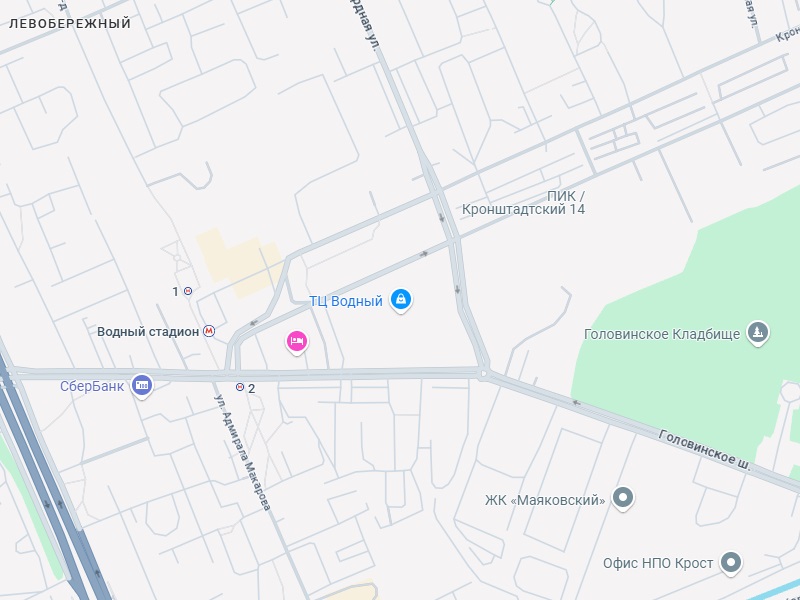 ЛЕВОБЕРЕЖНЫЙ
ул.
ПИК /
Кронштадтский 14
1
ТЦ Водный
Водный стадион
М
Головинское Кладбище
СберБанк
2
ул. Адмирала Макарова
Головинское ш.
ЖК «Маяковский»
Офис НПО Крост